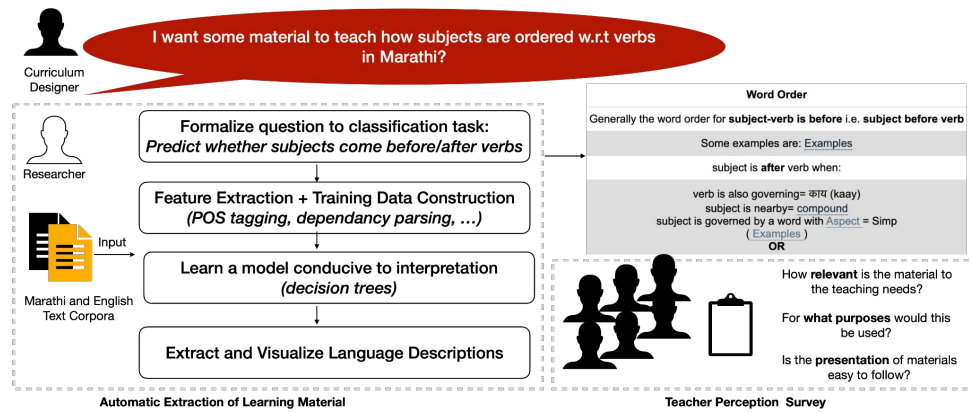 I want some material to teach how subjects are ordered w.r.t verbs
in Marathi?
Curriculum
Designer
Researcher
Formalize question to classification task:
Predict whether subjects come before/after verbs
Feature Extraction + Training Data Construction
(POS tagging, dependancy parsing, …)
Input
Marathi and English
Text Corpora
Learn a model conducive to interpretation
(decision trees)
Extract and Visualize Language Descriptions
Automatic Extraction of Learning Material
Word Order
Generally the word order for subject-verb is before i.e. subject before verb
Some examples are: Examples
subject is after verb when:
verb is also governing= काय (kaay)
subject is nearby= compound
subject is governed by a word with Aspect = Simp
( Examples )
OR
How relevant is the material to
the teaching needs?
For what purposes would this
be used?
Is the presentation of materials
easy to follow?
Teacher Perception Survey